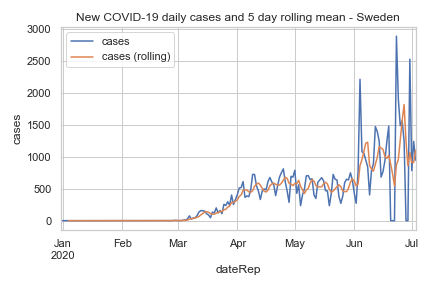 New COVID-19 daily cases and 5 day rolling mean - Sweden
cases
cases (rolling)
cases
3000
2500
2000
1500
1000
500
0
Jan
2020
Feb
Mar
Apr
May
Jun
Jul
dateRep